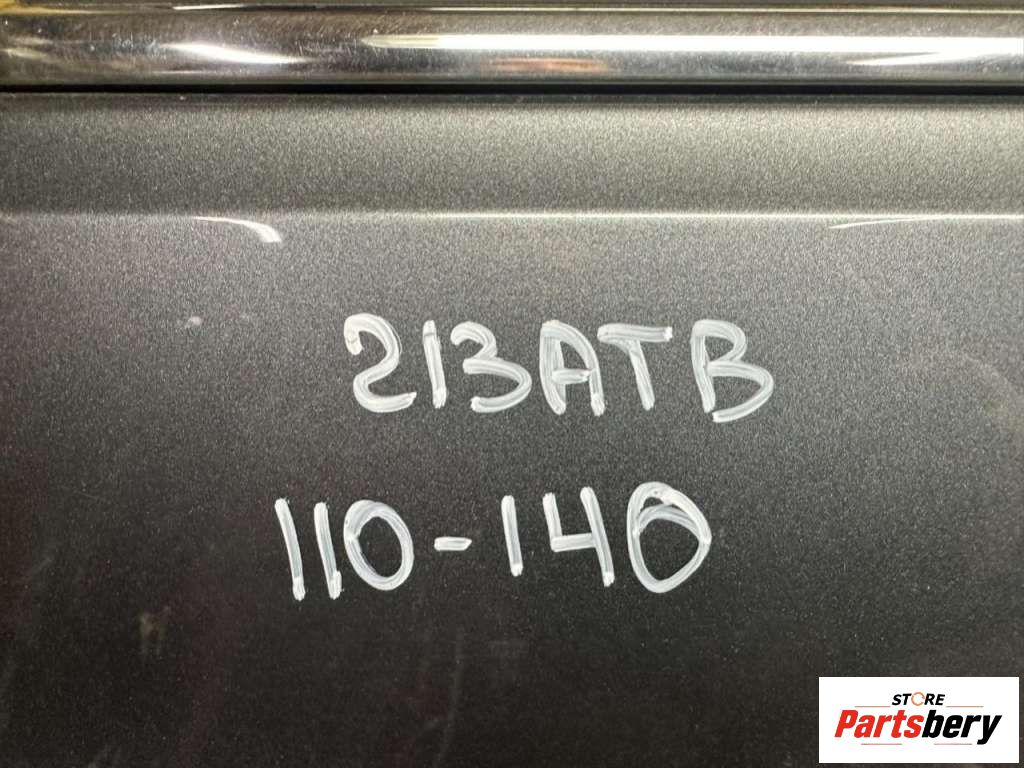 213ATB
110-140
STORE
Partsbery